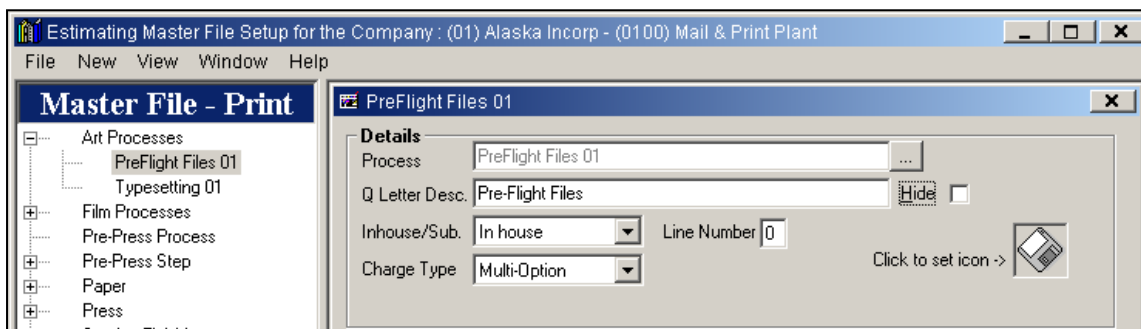 Estimating Master File Setup for the Company : (01) Alaska Incorp - (0100) Mail & Print Plant
File New View Window Help
Master File - Print
Art Processes
PreFlight Files 01
Typesetting 01
Film Processes
Pre-Press Process
Pre-Press Step
Paper
Press
PreFlight Files 01
Details
Process PreFlight Files 01 ...
Q Letter Desc. Pre-Flight Files Hide
Inhouse/Sub. In house Line Number 0
Charge Type Multi-Option Click to set icon ->